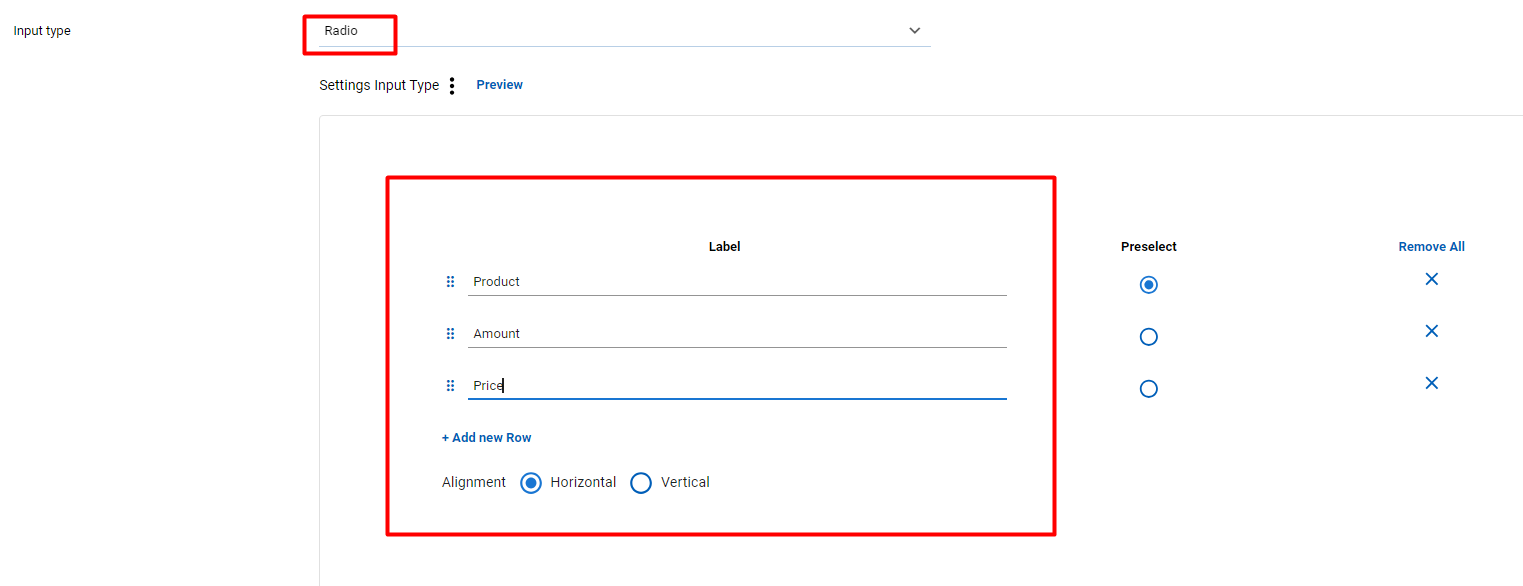 Input type
Radio
Settings Input Type
Preview
Label
Preselect
Remove All
Product
Amount
Price
+ Add new Row
Alignment
Horizontal
Vertical